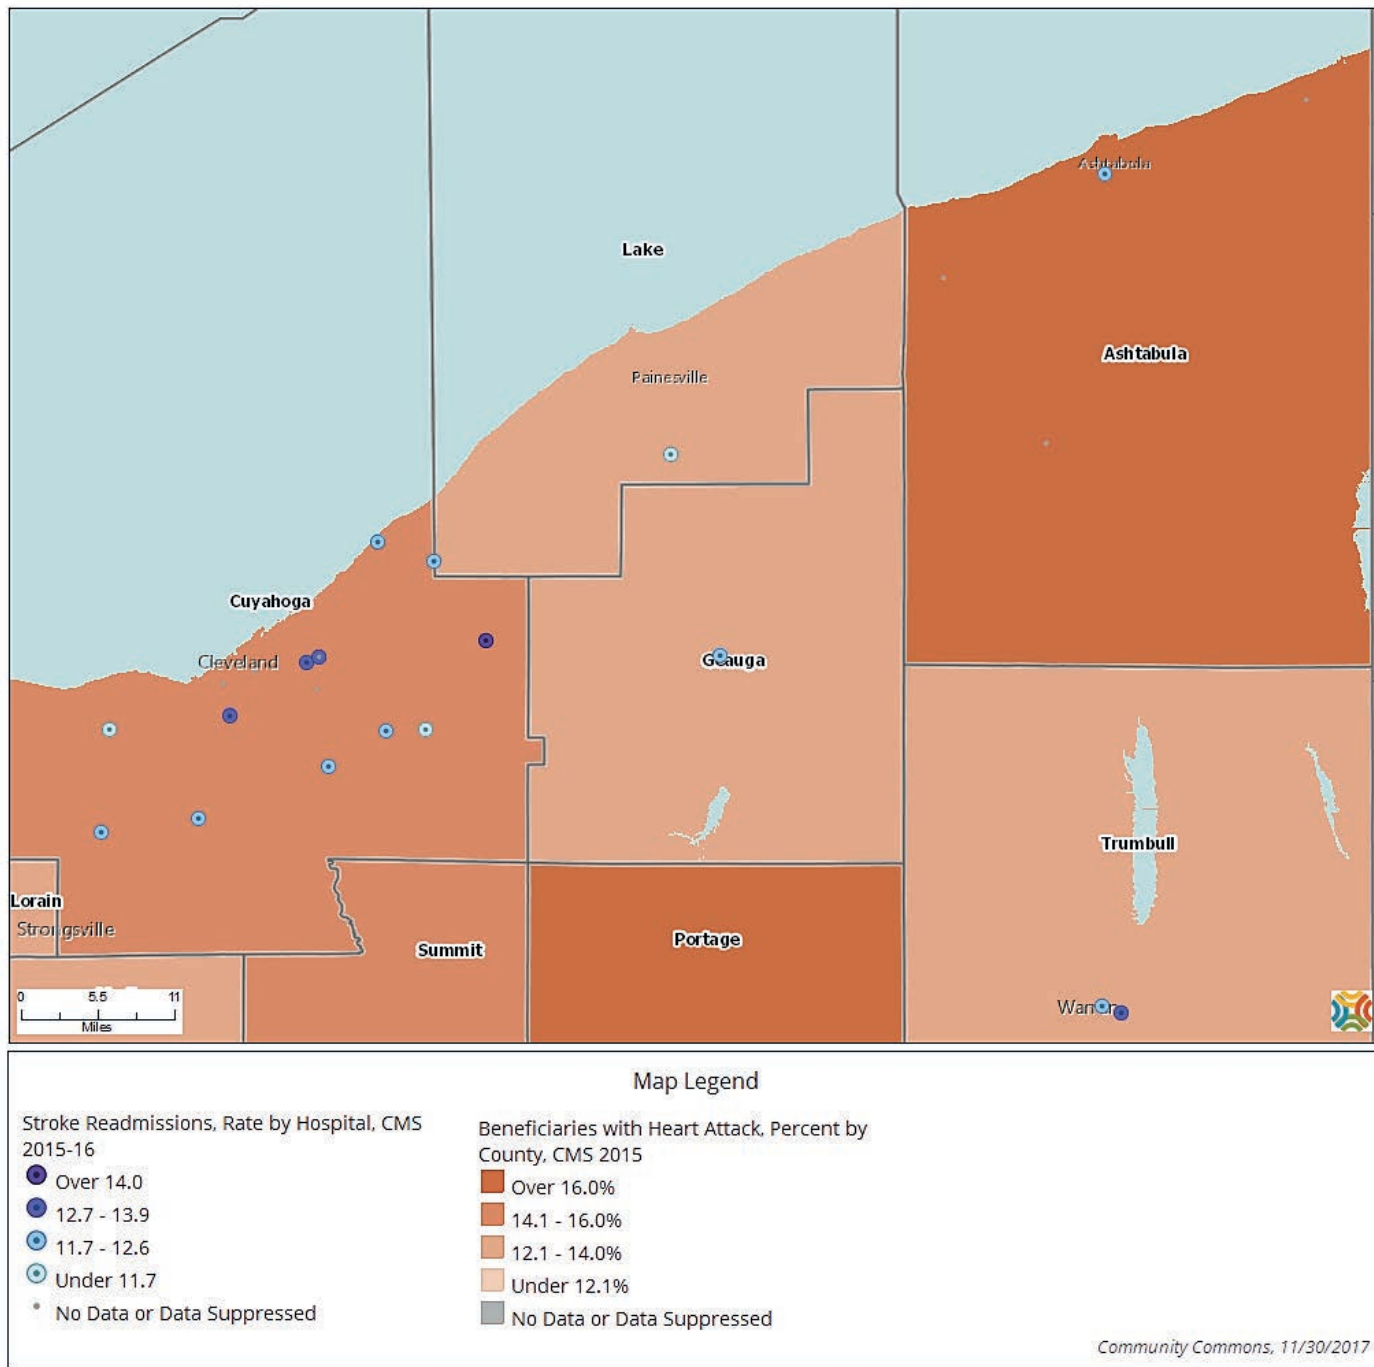 Ashtabula
Lake
Ashtabula
Painesville
Cuyahoga
Cleveland
Geauga
Trumbull
Lorain
Strongsville
Summit
Portage
0 5.5 11
Miles
Warren
Map Legend
Stroke Readmissions, Rate by Hospital, CMS
2015-16
Over 14.0
12.7 - 13.9
11.7 - 12.6
Under 11.7
No Data or Data Suppressed
Beneficiaries with Heart Attack, Percent by
County, CMS 2015
Over 16.0%
14.1 - 16.0%
12.1 - 14.0%
Under 12.1%
No Data or Data Suppressed
Community Commons, 11/30/2017